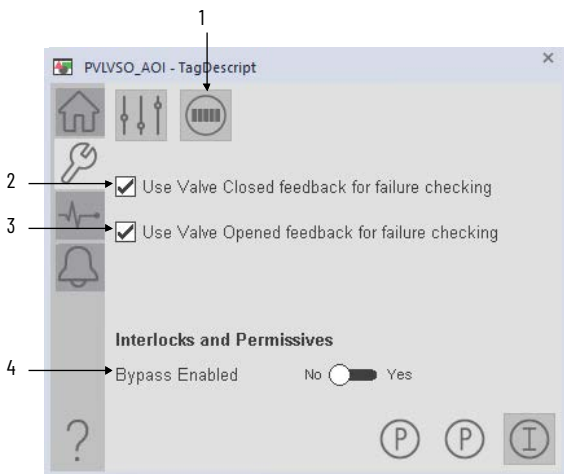 1
PVLVSO_AOI - TagDescript
2
Use Valve Closed feedback for failure checking
3
Use Valve Opened feedback for failure checking
Interlocks and Permissives
4
Bypass Enabled No Yes
? P P I